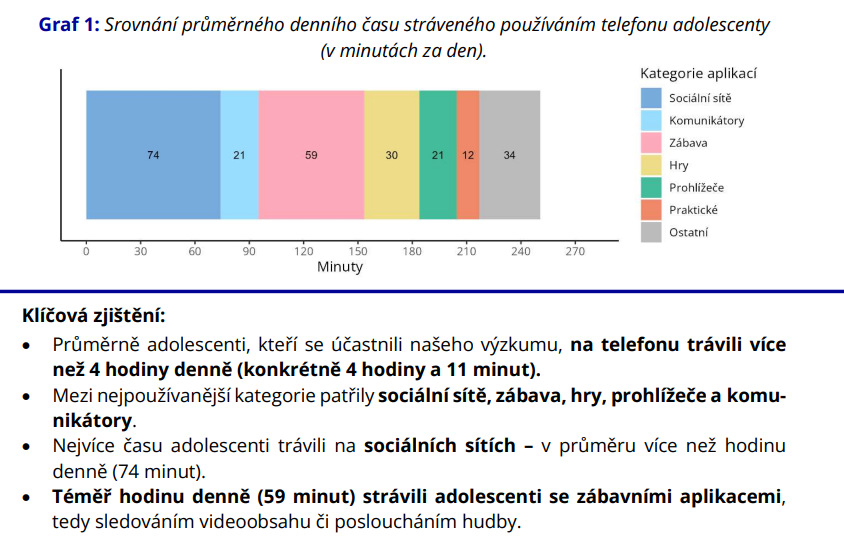 Graf 1: Srovnání průměrného denního času stráveného používáním telefonu adolescenty
(v minutách za den).
Kategorie aplikací
Sociální sítě
Komunikátory
Zábava
Hry
Prohlížeče
Praktické
Ostatní
74 21 59 30 21 12 34
0 30 60 90 120 150 180 210 240 270
Minuty
Klíčová zjištění:
• Průměrně adolescenti, kteří se účastnili našeho výzkumu, na telefonu trávili více
než 4 hodiny denně (konkrétně 4 hodiny a 11 minut).
• Mezi nejpoužívanější kategorie patřily sociální sítě, zábava, hry, prohlížeče a komu-
nikátory.
• Nejvíce času adolescenti trávili na sociálních sítích – v průměru více než hodinu
denně (74 minut).
• Téměř hodinu denně (59 minut) strávili adolescenti se zábavními aplikacemi,
tedy sledováním videoobsahu či posloucháním hudby.